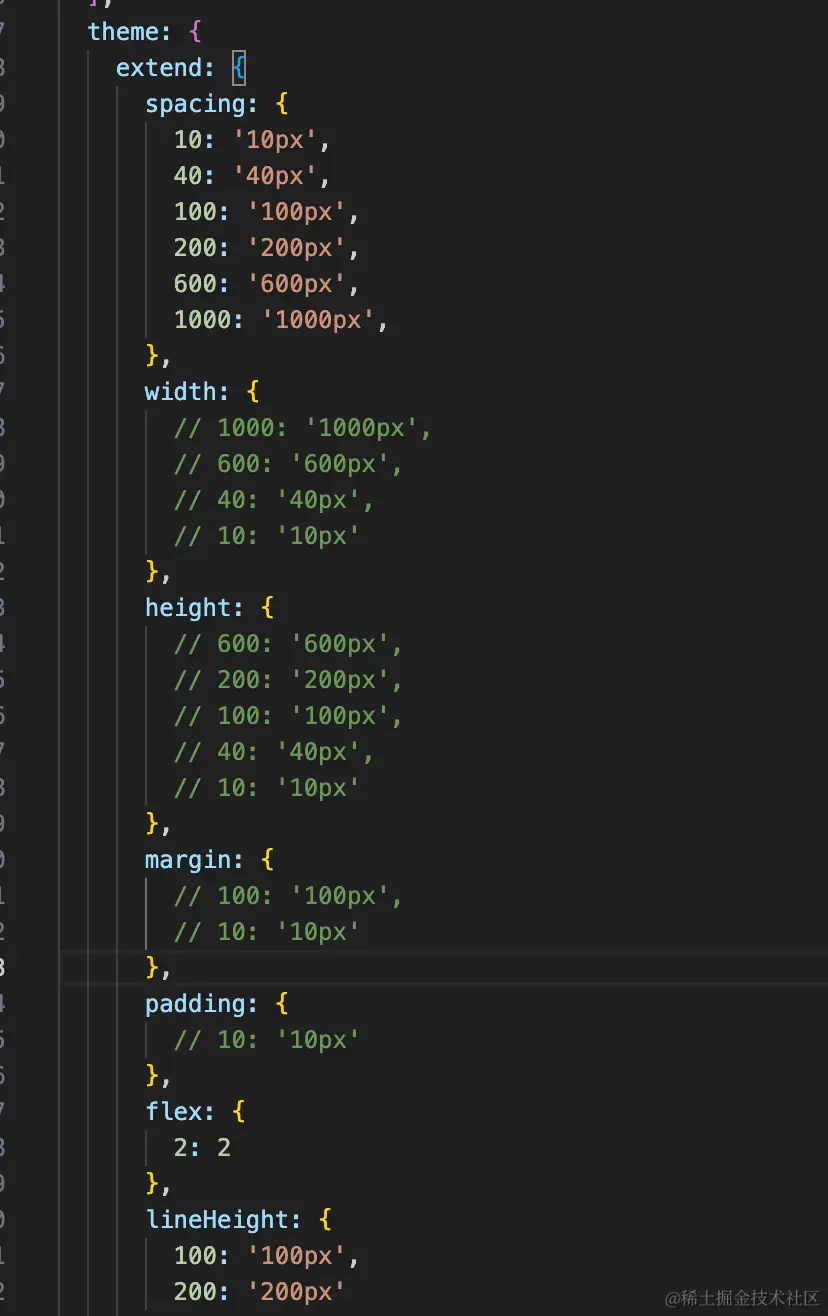 ],
theme: {
extend: {
spacing: {
10: '10px',
40: '40px',
100: '100px',
200: '200px',
600: '600px',
1000: '1000px',
},
width: {
// 1000: '1000px',
// 600: '600px',
// 40: '40px',
// 10: '10px'
},
height: {
// 600: '600px',
// 200: '200px',
// 100: '100px',
// 40: '40px',
// 10: '10px'
},
margin: {
// 100: '100px',
// 10: '10px'
},
padding: {
// 10: '10px'
},
flex: {
2: 2
},
lineHeight: {
100: '100px',
200: '200px'
@稀土掘金技术社区